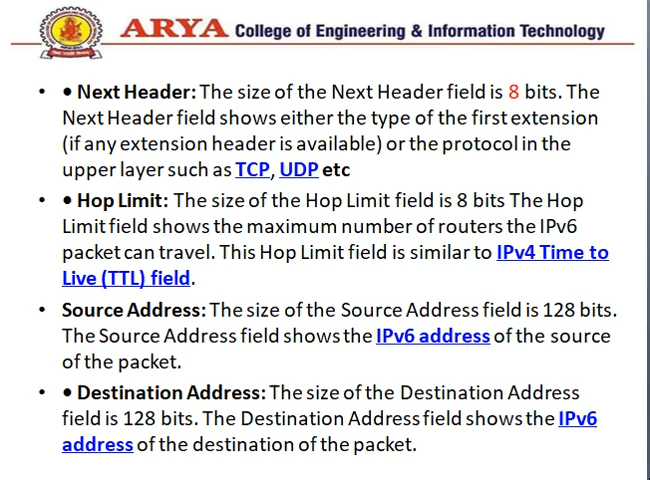 ARYA College of Engineering & Information Technology
• • Next Header: The size of the Next Header field is 8 bits. The
Next Header field shows either the type of the first extension
(if any extension header is available) or the protocol in the
upper layer such as TCP, UDP etc
• • Hop Limit: The size of the Hop Limit field is 8 bits The Hop
Limit field shows the maximum number of routers the IPv6
packet can travel. This Hop Limit field is similar to IPv4 Time to
Live (TTL) field.
• Source Address: The size of the Source Address field is 128 bits.
The Source Address field shows the IPv6 address of the source
of the packet.
• • Destination Address: The size of the Destination Address
field is 128 bits. The Destination Address field shows the IPv6
address of the destination of the packet.